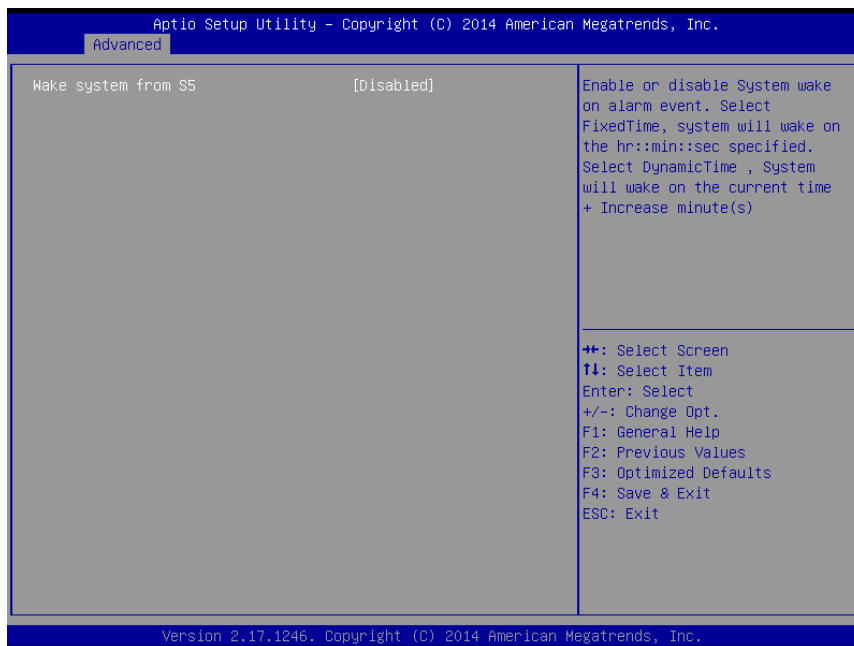 Aptio Setup Utility – Copyright (C) 2014 American Megatrends, Inc.
Advanced
Wake system from S5 [Disabled]
Enable or disable System wake
on alarm event. Select
FixedTime, system will wake on
the hr::min::sec specified.
Select DynamicTime , System
will wake on the current time
+ Increase minute(s)
→←: Select Screen
↑↓: Select Item
Enter: Select
+/-: Change Opt.
F1: General Help
F2: Previous Values
F3: Optimized Defaults
F4: Save & Exit
ESC: Exit
Version 2.17.1246. Copyright (C) 2014 American Megatrends, Inc.